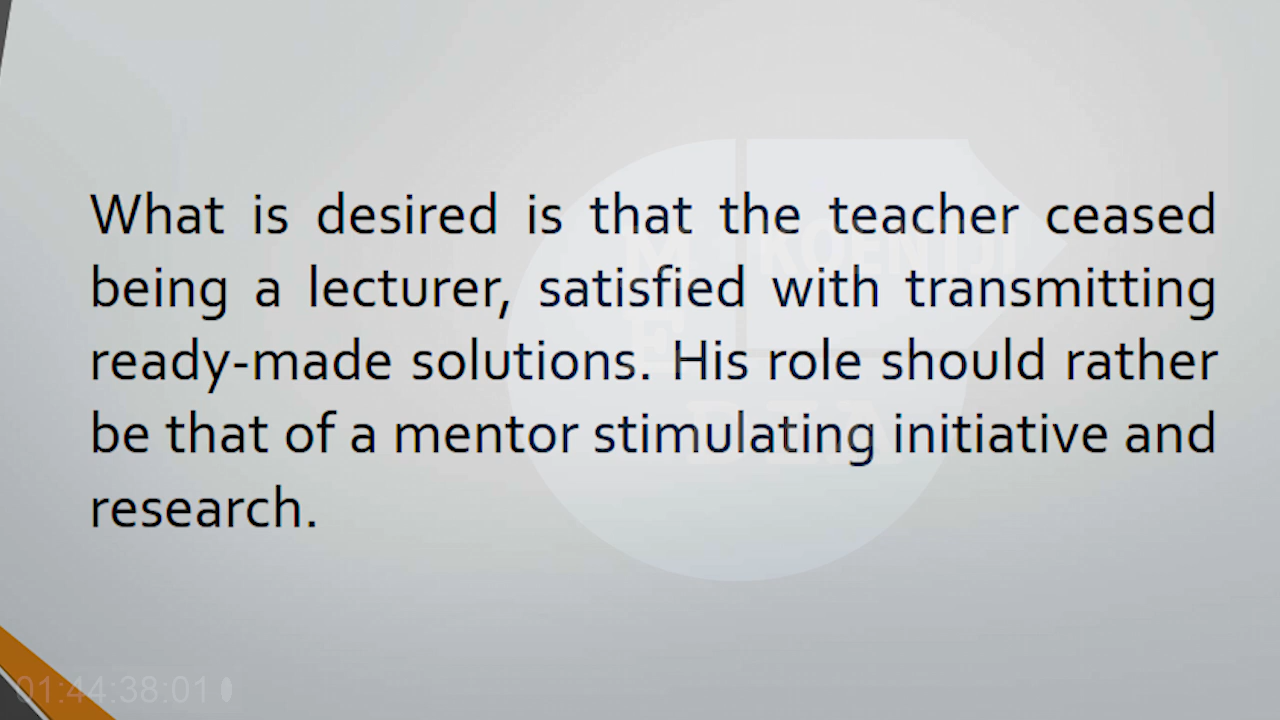 What is desired is that the teacher ceased
being a lecturer, satisfied with transmitting
ready-made solutions. His role should rather
be that of a mentor stimulating initiative and
research.
01:44:38:01